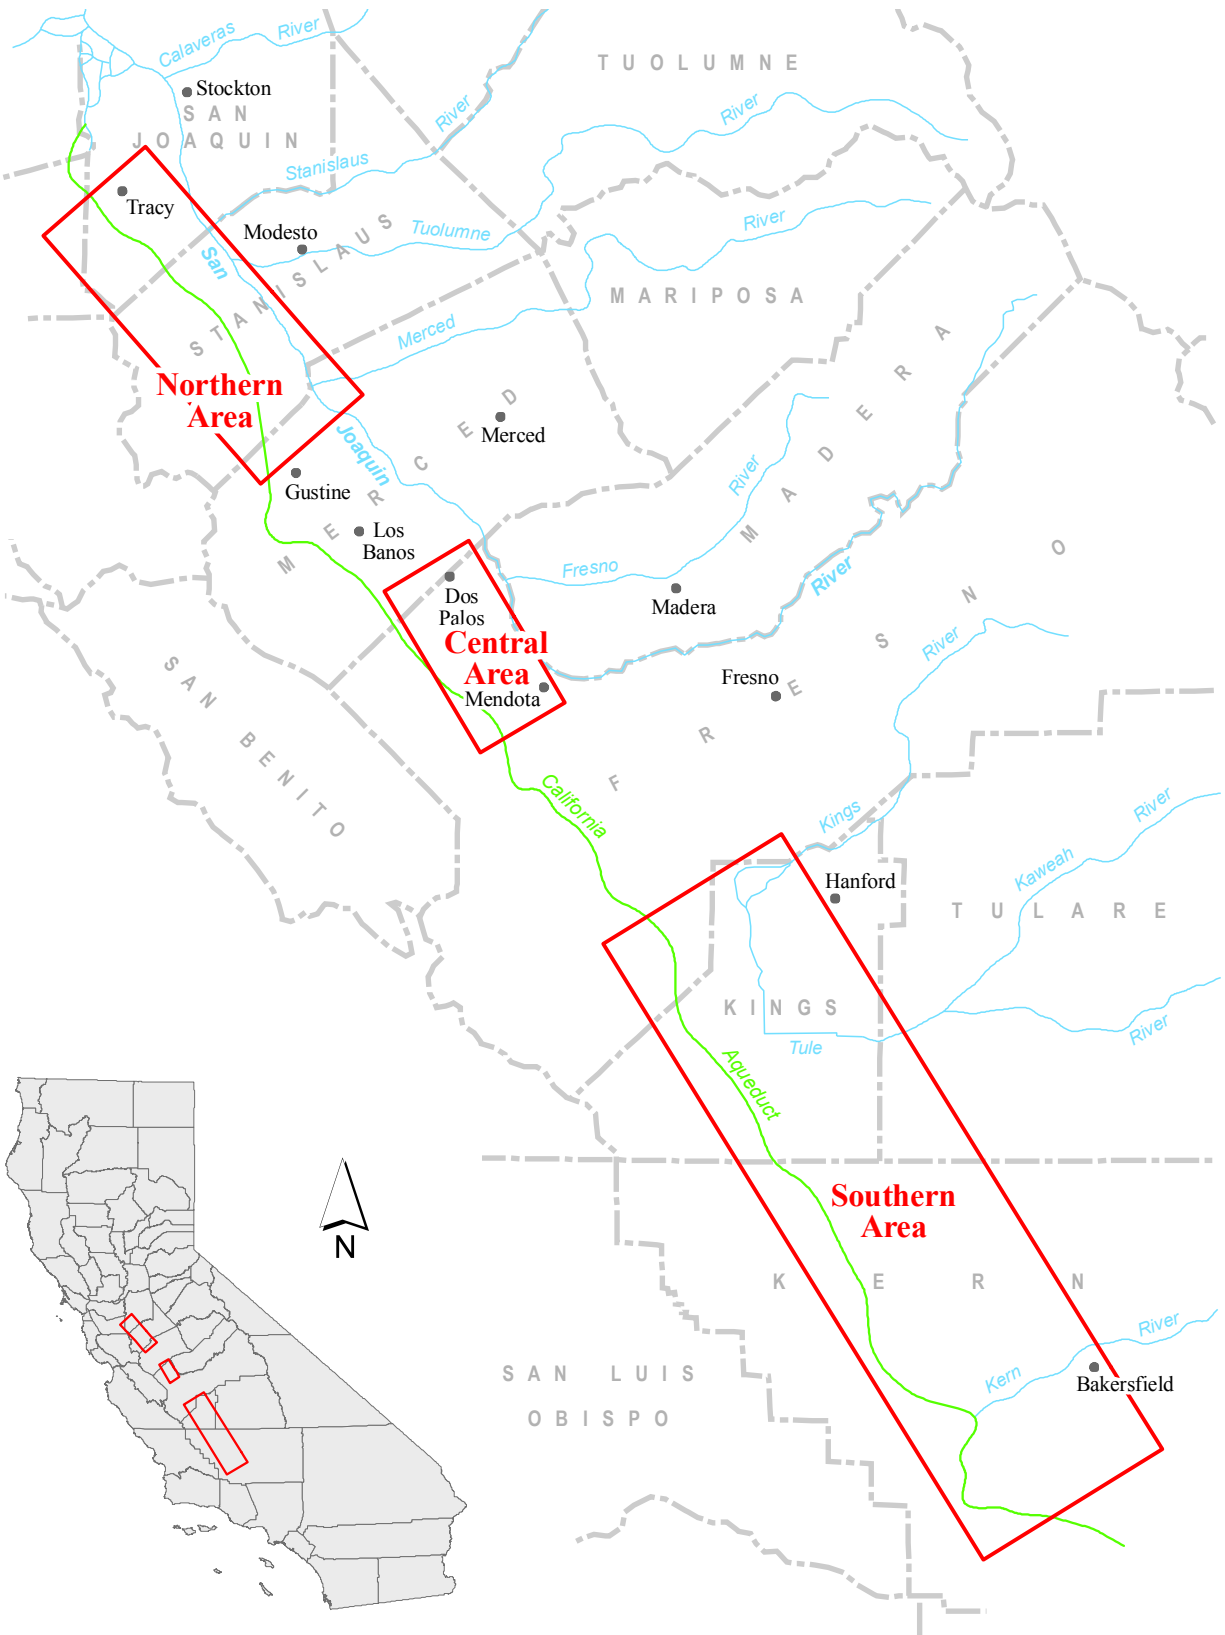 Calaveras River
Stockton
SAN
JOAQUIN
TUOLUMNE
River
River
Stanislaus
Tracy
Modesto
Tuolumne
River
San
STANISLAUS
MARIPOSA
Merced
Northern
Area
MERCED
Merced
MADERA
Joaquin
River
Gustine
Los
Banos
Fresno
River
Dos
Palos
Madera
Central
Area
Mendota
SAN BENITO
Fresno
FRESNO
River
California
Kings
River
Hanford
Kaweah
TULARE
KINGS
Tule
River
Aqueduct
Southern
Area
KERN
N
River
Kern
Bakersfield
SAN LUIS
OBISPO